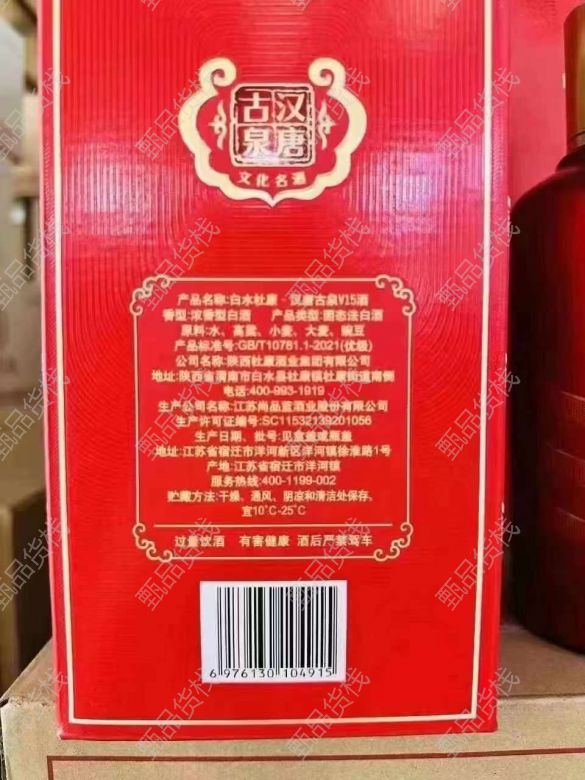 古汉
泉唐
文化名酒
产品名称:白水杜康·汉唐古泉V15酒
香型:浓香型白酒 产品类型:固态法白酒
原料:水、高粱、小麦、大麦、豌豆
产品标准号:GB/T10781.1-2021(优级)
公司名称:陕西杜康酒业集团有限公司
地址:陕西省渭南市白水县杜康镇杜康街道南侧
电话:400-993-1919
生产公司名称:江苏尚品蓝酒业股份有限公司
生产许可证编号:SC11532139201056
生产日期、批号:见盒盖或瓶盖
地址:江苏省宿迁市洋河新区洋河镇徐淮路1号
产地:江苏省宿迁市洋河镇
服务热线:400-1199-002
贮藏方法:干燥、通风、阴凉和清洁处保存,
宜10°C-25°C
过量饮酒 有害健康 酒后严禁驾车
6 976130 104915
甄品货栈